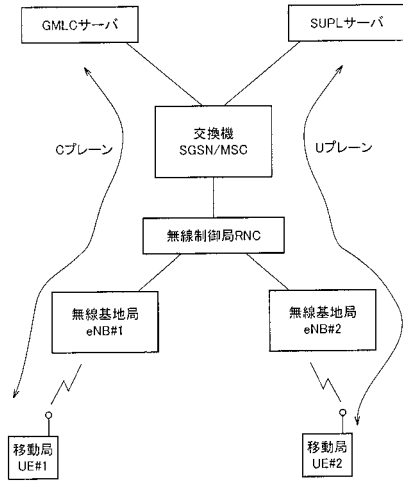 GMLCサーバ
SUPLサーバ
交換機
SGSN/MSC
Cプレーン
Uプレーン
無線制御局RNC
無線基地局
eNB#1
無線基地局
eNB#2
移動局
UE#1
移動局
UE#2